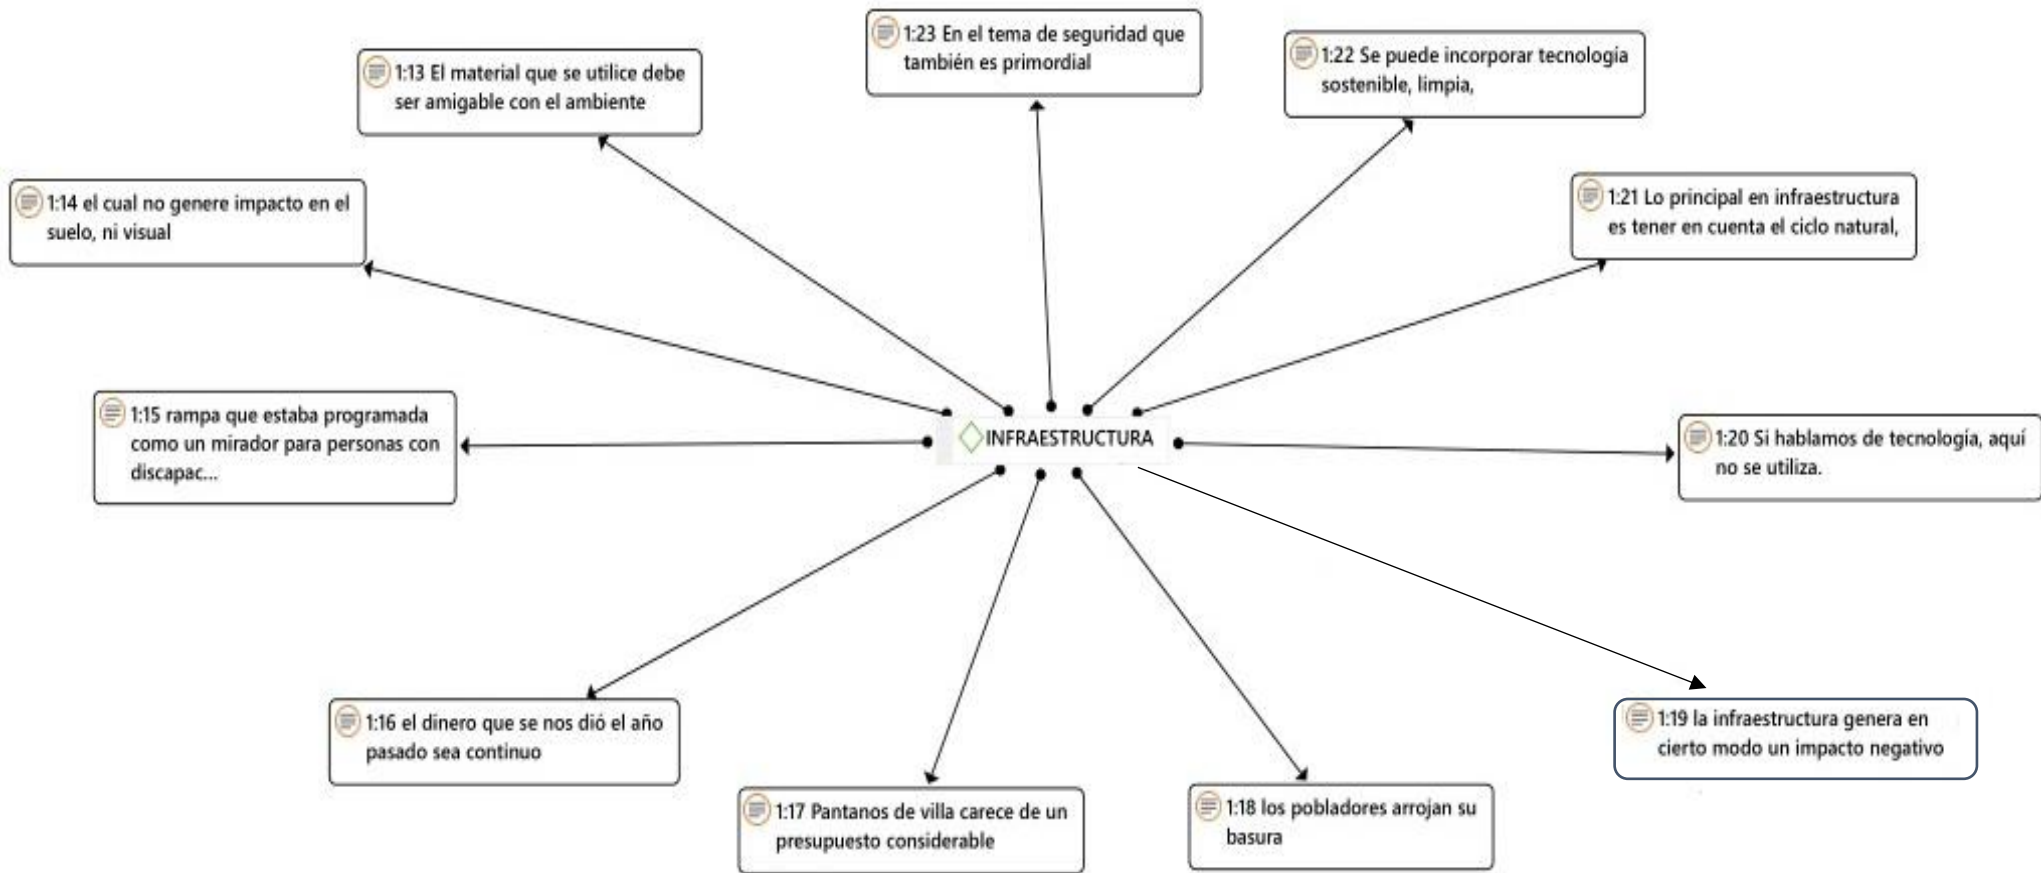 1:23 En el tema de seguridad que
también es primordial
1:22 Se puede incorporar tecnología
sostenible, limpia,
1:13 El material que se utilice debe
ser amigable con el ambiente
1:14 el cual no genere impacto en el
suelo, ni visual
1:21 Lo principal en infraestructura
es tener en cuenta el ciclo natural,
1:15 rampa que estaba programada
como un mirador para personas con
discapac...
INFRAESTRUCTURA
1:20 Si hablamos de tecnología, aquí
no se utiliza.
1:16 el dinero que se nos dió el año
pasado sea continuo
1:19 la infraestructura genera en
cierto modo un impacto negativo
1:17 Pantanos de villa carece de un
presupuesto considerable
1:18 los pobladores arrojan su
basura